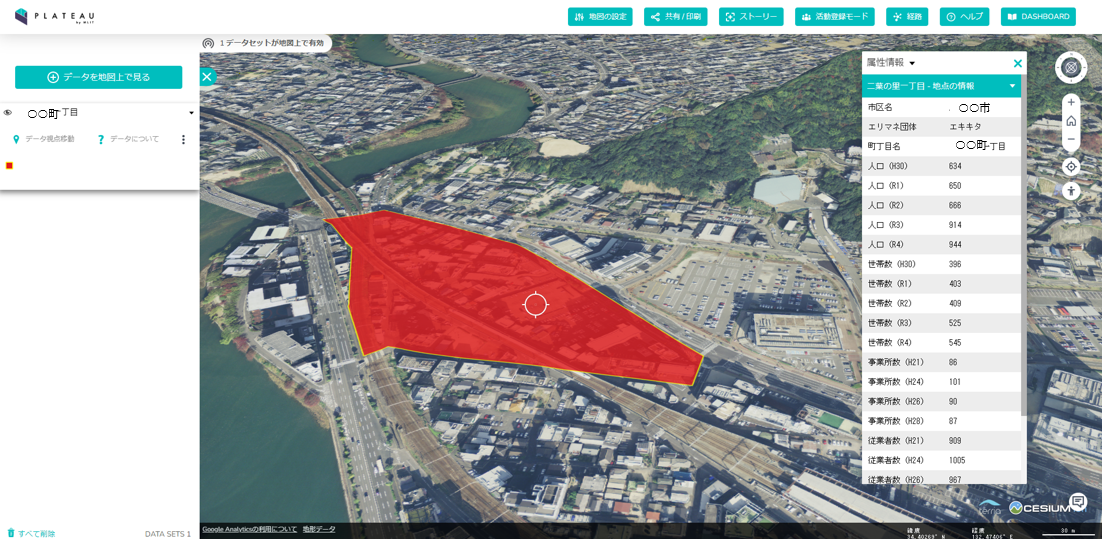 PLATEAU
by MLIT
地図の設定
共有 / 印刷
ストーリー
活動登録モード
経路
ヘルプ
DASHBOARD
1 データセットが地図上で有効
データを地図上で見る
〇〇町丁目
データ視点移動
データについて
属性情報
二葉の里一丁目 - 地点の情報
市区名 〇〇市
エリマネ団体 エキキタ
町丁目名 〇〇町丁目
人口 (H30) 634
人口 (R1) 650
人口 (R2) 666
人口 (R3) 914
人口 (R4) 944
世帯数 (H30) 396
世帯数 (R1) 403
世帯数 (R2) 409
世帯数 (R3) 525
世帯数 (R4) 545
事業所数 (H21) 86
事業所数 (H24) 101
事業所数 (H26) 90
事業所数 (H28) 87
従業者数 (H21) 909
従業者数 (H24) 1005
従業者数 (H26) 967
terria
CESIUM
すべて削除
DATA SETS 1
Google Analyticsの利用について 地形データ
緯度 34.40269° N
経度 132.47406° E
30 m